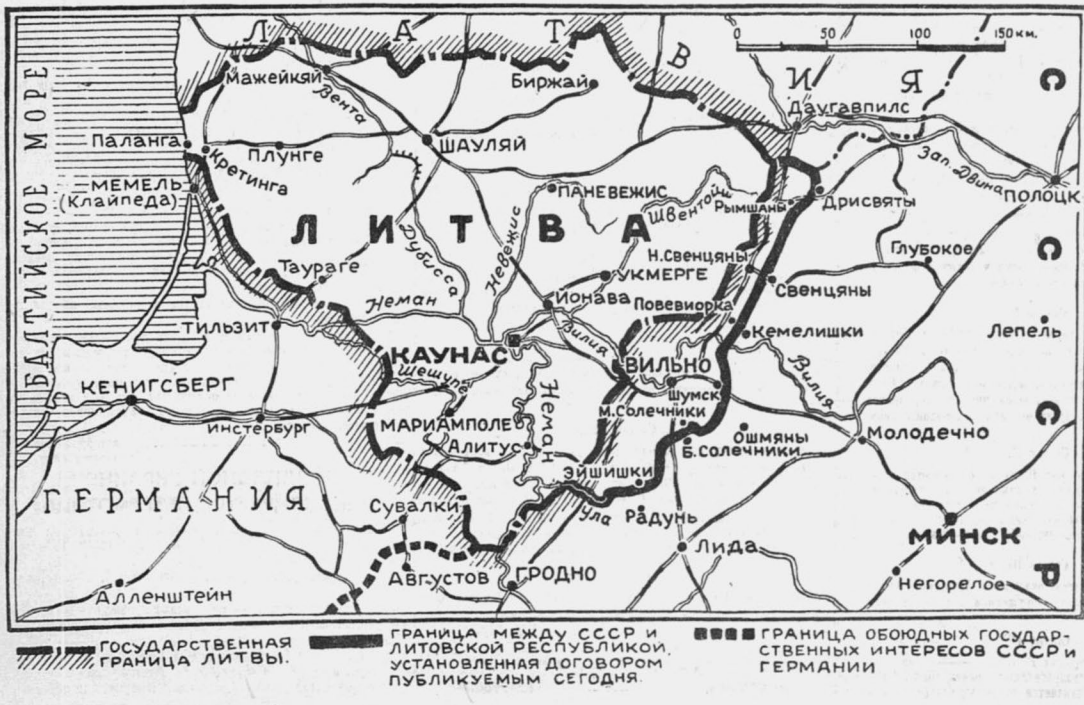 ЛАТВИЯ
0 50 100 150 км.
БАЛТИЙСКОЕ МОРЕ
Мажейкяй
Вента
Биржай
Даугавпилс
Паланга
Кретинга
Плунге
ШАУЛЯЙ
Зап. Двина
ПОЛОЦК
МЕМЕЛЬ
(Клайпеда)
ПАНЕВЕЖИС
Швентой
Рымшаны
Дрисвяты
ЛИТВА
Дубисса
Невежис
Н.Свенцяны
Глубокое
Таураге
УКМЕРГЕ
Свенцяны
Неман
Ионава
Повевиорка
ТИЛЬЗИТ
Вилия
Кемелишки
Лепель
КАУНАС
ВИЛЬНО
Вилия
КЕНИГСБЕРГ
Шешупе
Неман
Шумск
МАРИАМПОЛЕ
М.Солечники
Инстербург
Алитус
Ошмяны
Молодечно
Б.Солечники
ГЕРМАНИЯ
Эйшишки
Сувалки
Ула
Радунь
МИНСК
Лида
Августов
ГРОДНО
Негорелое
Алленштейн
СССР
ГОСУДАРСТВЕННАЯ
ГРАНИЦА ЛИТВЫ.
ГРАНИЦА МЕЖДУ СССР и
ЛИТОВСКОЙ РЕСПУБЛИКОЙ,
УСТАНОВЛЕННАЯ ДОГОВОРОМ
ПУБЛИКУЕМЫМ СЕГОДНЯ.
ГРАНИЦА ОБОЮДНЫХ ГОСУДАР-
СТВЕННЫХ ИНТЕРЕСОВ СССР и
ГЕРМАНИИ